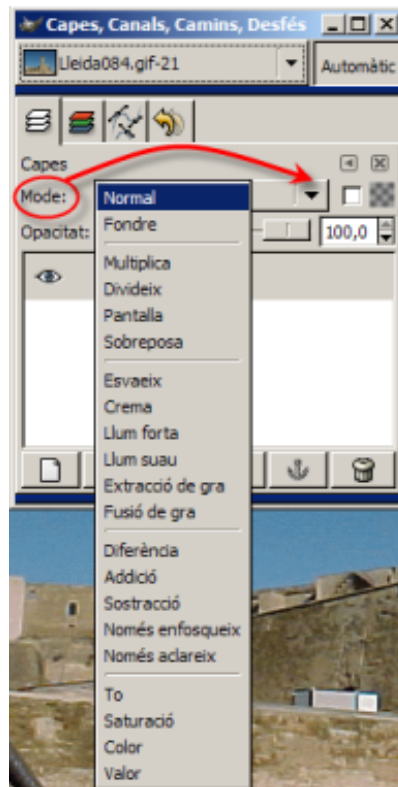 Capes, Canals, Camins, Desfés
Lleida084.gif-21
Automàtic
Capes
Mode:
Opacitat:
100,0
Normal
Fondre
Multiplica
Divideix
Pantalla
Sobreposa
Esvaeix
Crema
Llum forta
Llum suau
Extracció de gra
Fusió de gra
Diferència
Addició
Sostracció
Només enfosqueix
Només aclareix
To
Saturació
Color
Valor